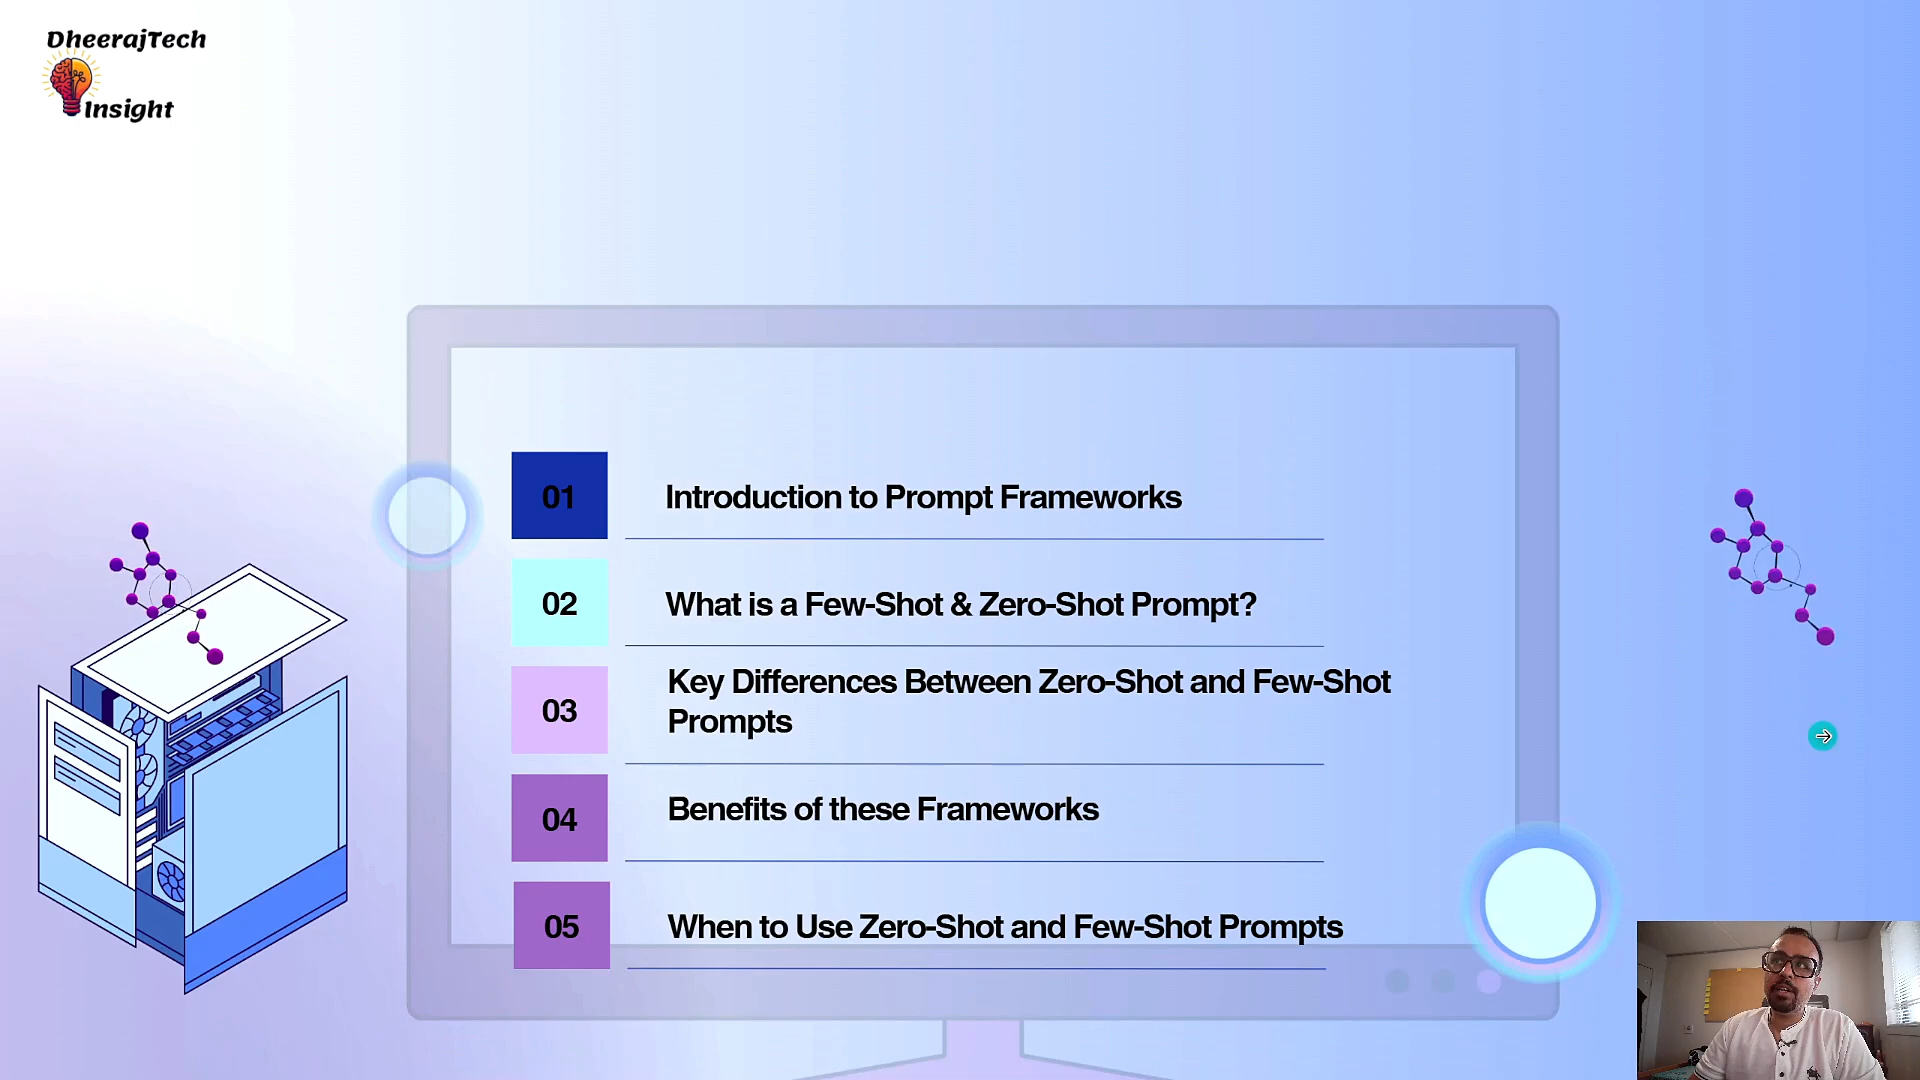 DheerajTech
Insight
01 Introduction to Prompt Frameworks
02 What is a Few-Shot & Zero-Shot Prompt?
03 Key Differences Between Zero-Shot and Few-Shot
Prompts
04 Benefits of these Frameworks
05 When to Use Zero-Shot and Few-Shot Prompts